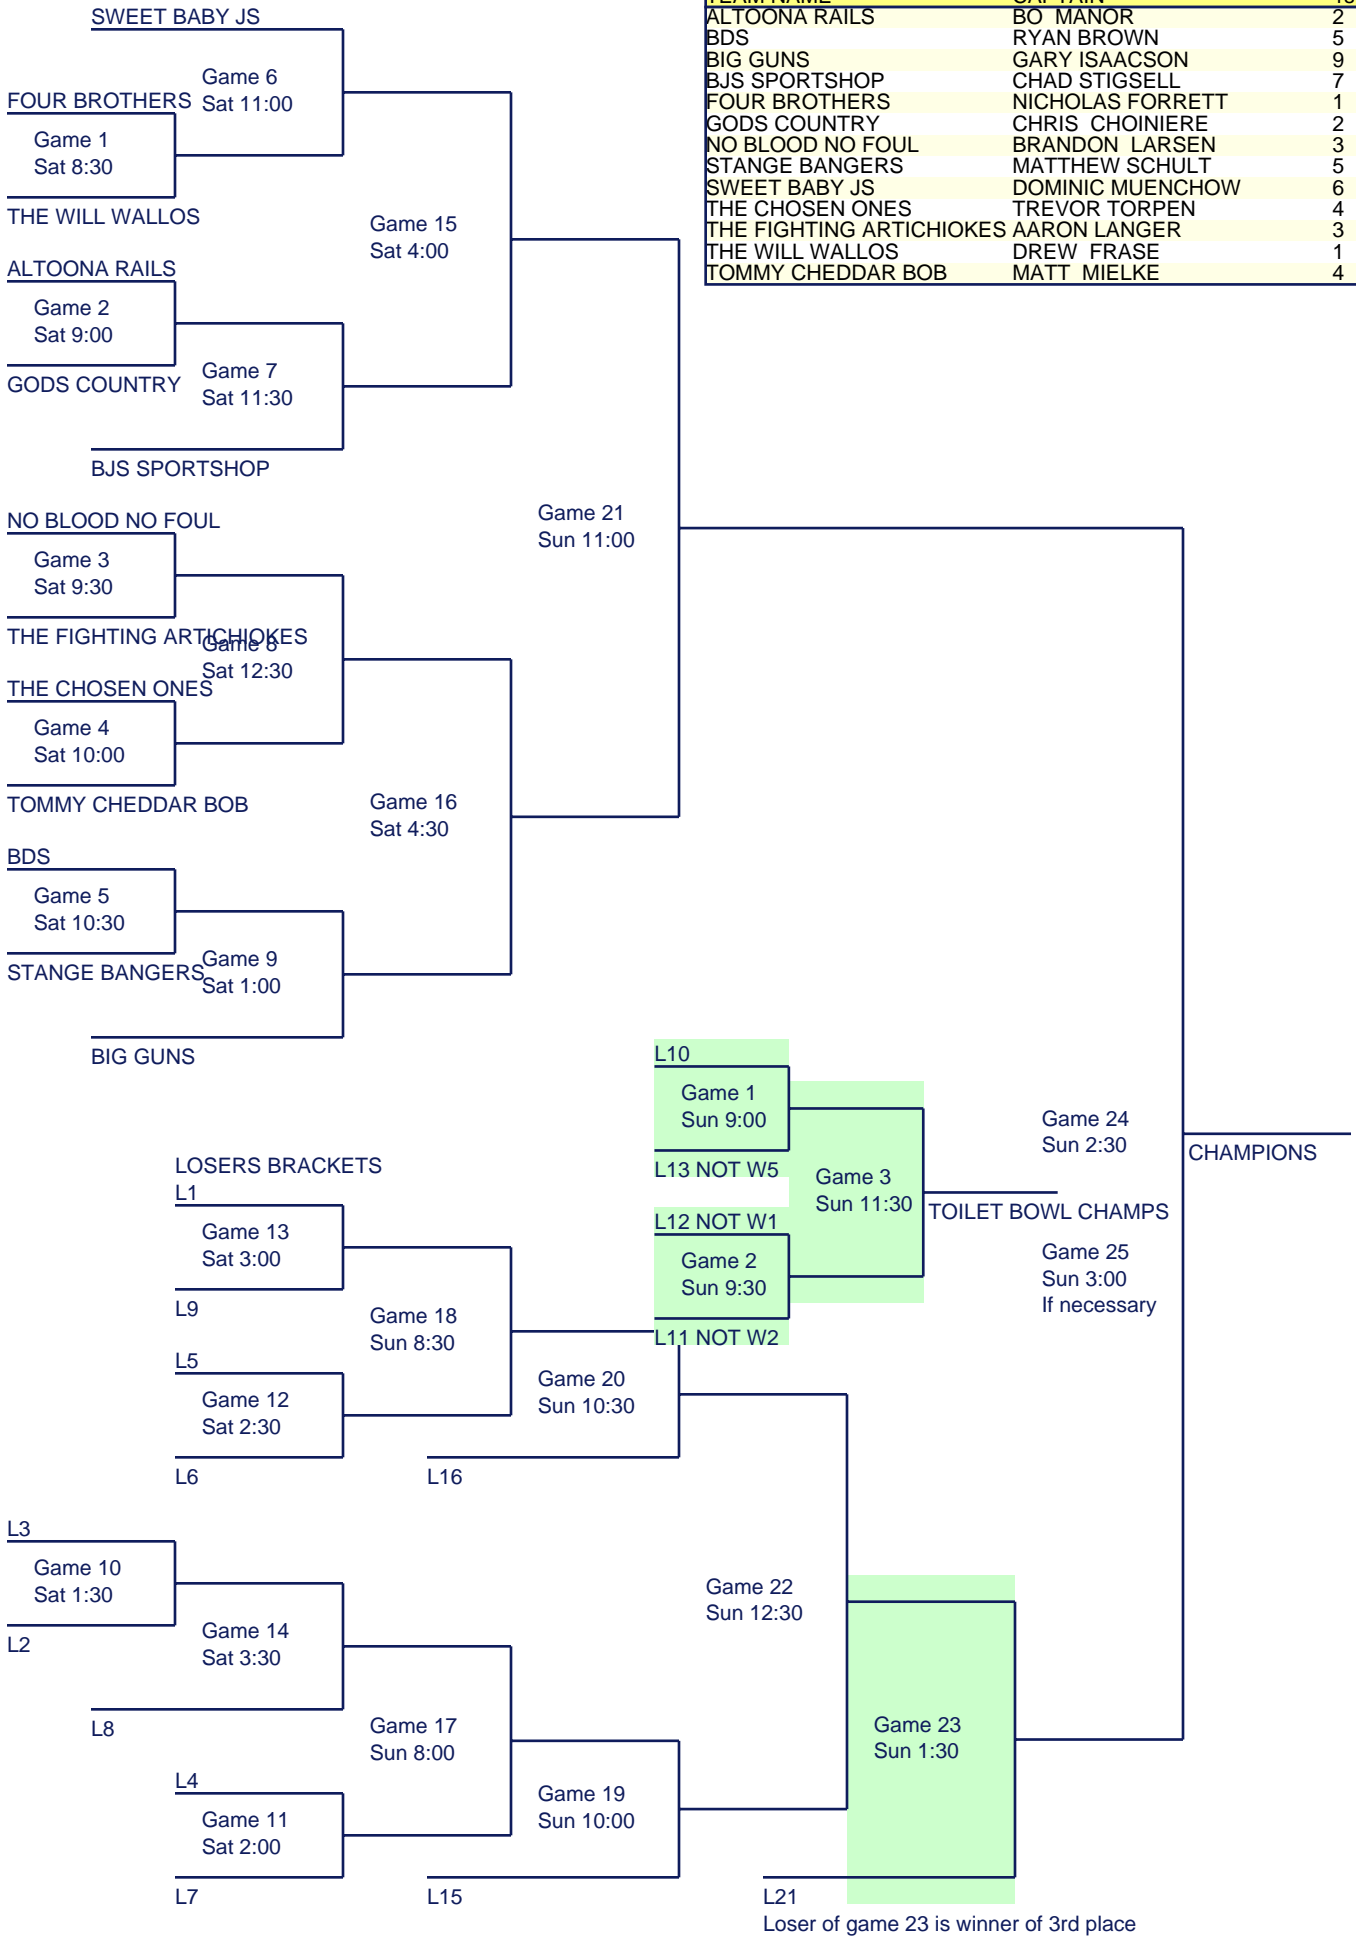 TEAM NAME CAPTAIN
ALTOONA RAILS BO MANOR 2
BDS RYAN BROWN 5
BIG GUNS GARY ISAACSON 9
BJS SPORTSHOP CHAD STIGSELL 7
FOUR BROTHERS NICHOLAS FORRETT 1
GODS COUNTRY CHRIS CHOINIERE 2
NO BLOOD NO FOUL BRANDON LARSEN 3
STANGE BANGERS MATTHEW SCHULT 5
SWEET BABY JS DOMINIC MUENCHOW 6
THE CHOSEN ONES TREVOR TORPEN 4
THE FIGHTING ARTICHIOKES AARON LANGER 3
THE WILL WALLOS DREW FRASE 1
TOMMY CHEDDAR BOB MATT MIELKE 4
SWEET BABY JS
Game 6
Sat 11:00
FOUR BROTHERS
Game 1
Sat 8:30
THE WILL WALLOS
Game 15
Sat 4:00
ALTOONA RAILS
Game 2
Sat 9:00
GODS COUNTRY
Game 7
Sat 11:30
BJS SPORTSHOP
Game 21
Sun 11:00
NO BLOOD NO FOUL
Game 3
Sat 9:30
THE FIGHTING ARTICHIOKES
Game 8
Sat 12:30
THE CHOSEN ONES
Game 4
Sat 10:00
TOMMY CHEDDAR BOB
Game 16
Sat 4:30
BDS
Game 5
Sat 10:30
STANGE BANGERS
Game 9
Sat 1:00
BIG GUNS
L10
Game 1
Sun 9:00
L13 NOT W5
Game 3
Sun 11:30
L12 NOT W1
Game 2
Sun 9:30
L11 NOT W2
TOILET BOWL CHAMPS
Game 24
Sun 2:30
CHAMPIONS
Game 25
Sun 3:00
If necessary
LOSERS BRACKETS
L1
Game 13
Sat 3:00
L9
Game 18
Sun 8:30
L5
Game 12
Sat 2:30
L6
Game 20
Sun 10:30
L16
L3
Game 10
Sat 1:30
L2
Game 14
Sat 3:30
L8
Game 22
Sun 12:30
Game 17
Sun 8:00
L4
Game 11
Sat 2:00
L7
Game 19
Sun 10:00
L15
Game 23
Sun 1:30
L21
Loser of game 23 is winner of 3rd place